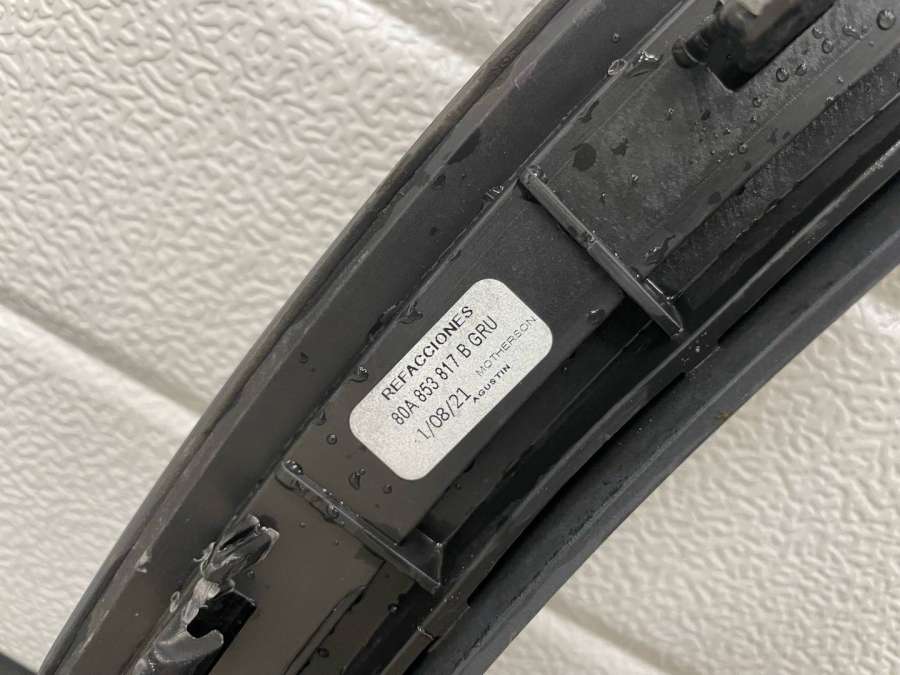 REFACCIONES
80A 853 817 B GRU
1/08/21 MOTHERSON
AGUSTIN